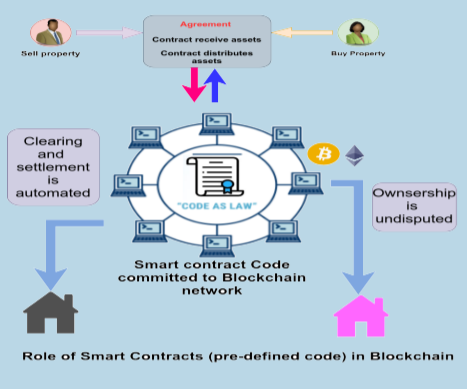 Agreement
Contract receive assets
Contract distributes
assets
Sell property
Buy Property
Clearing
and
settlement
is
automated
"CODE AS LAW"
Ownsership
is
undisputed
Smart contract Code
committed to Blockchain
network
Role of Smart Contracts (pre-defined code) in Blockchain